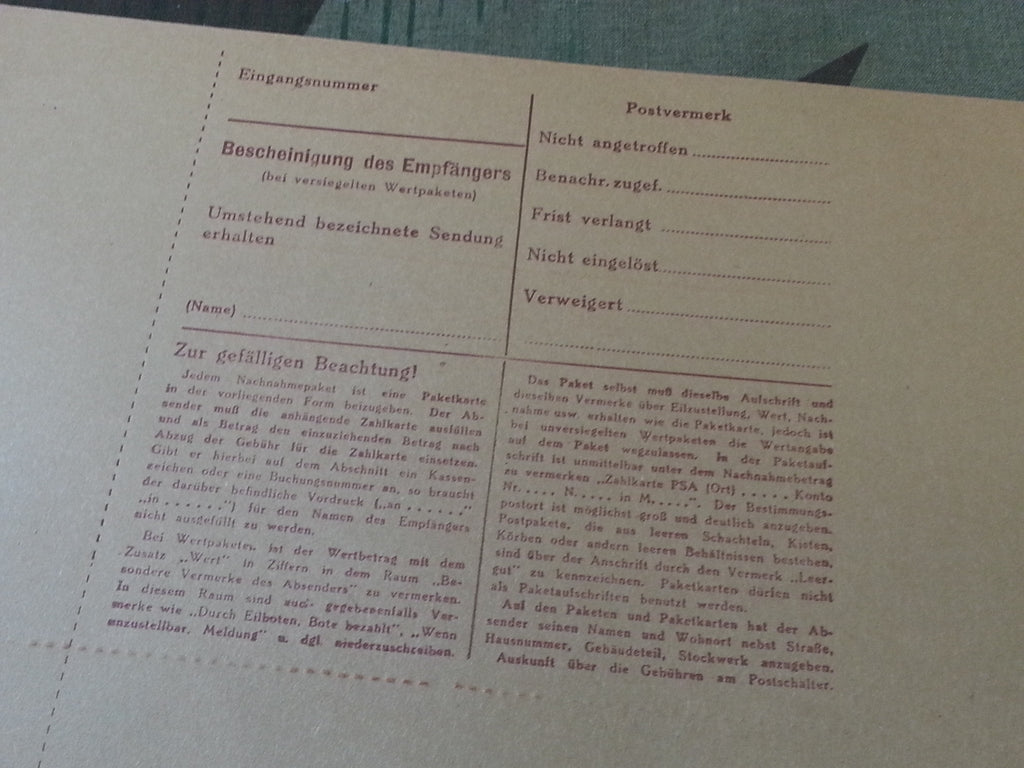 Eingangsnummer
Bescheinigung des Empfängers
(bei versiegelten Wertpaketen)
Umstehend bezeichnete Sendung
erhalten
(Name) ........................
Postvermerk
Nicht angetroffen ........................
Benachr. zugef. ........................
Frist verlangt ........................
Nicht eingelöst ........................
Verweigert ........................
Zur gefälligen Beachtung!
Jedem Nachnahmepaket ist eine Paketkarte
in der vorliegenden Form beizugeben. Der Ab-
sender muß die anhängende Zahlkarte ausfüllen
und als Betrag den einzuziehenden Betrag nach
Abzug der Gebühr für die Zahlkarte einsetzen.
Gibt er hierbei auf dem Abschnitt ein Kassen-
zeichen oder eine Buchungsnummer an, so braucht
der darüber befindliche Vordruck („an ......"
„in ......") für den Namen des Empfängers
nicht ausgefüllt zu werden.
Bei Wertpaketen ist der Wertbetrag mit dem
Zusatz „Wert" in Ziffern in dem Raum „Be-
sondere Vermerke des Absenders" zu vermerken.
In diesem Raum sind auch gegebenenfalls Ver-
merke wie „Durch Eilboten, Bote bezahlt", „Wenn
unzustellbar, Meldung" u. dgl. niederzuschreiben.
Das Paket selbst muß dieselbe Aufschrift und
dieselben Vermerke über Eilzustellung, Wert, Nach-
nahme usw. erhalten wie die Paketkarte, jedoch ist
bei unversiegelten Wertpaketen die Wertangabe
auf dem Paket wegzulassen. In der Paketauf-
schrift ist unmittelbar unter dem Nachnahmebetrag
zu vermerken „Zahlkarte PSA (Ort) ..... Konto
Nr..... N..... in M.....". Der Bestimmungs-
postort ist möglichst groß und deutlich anzugeben.
Postpakete, die aus leeren Schachteln, Kisten,
Körben oder andern leeren Behältnissen bestehen,
sind über der Anschrift durch den Vermerk „Leer-
gut" zu kennzeichnen. Paketkarten dürfen nicht
als Paketaufschriften benutzt werden.
Auf den Paketen und Paketkarten hat der Ab-
sender seinen Namen und Wohnort nebst Straße,
Hausnummer, Gebäudeteil, Stockwerk anzugeben.
Auskunft über die Gebühren am Postschalter.